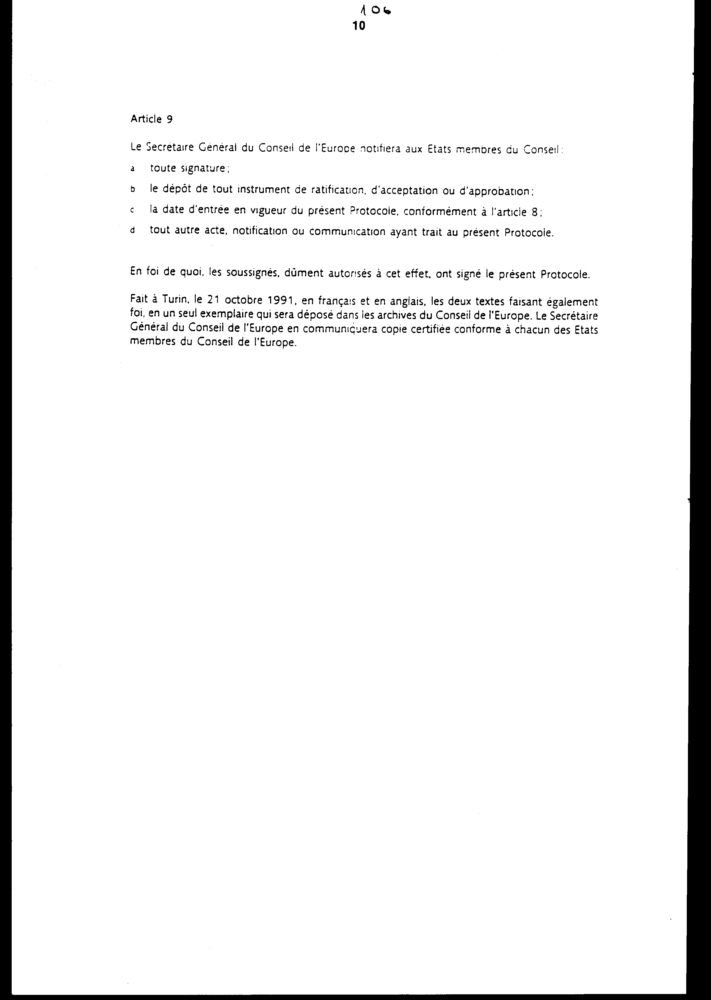 106
10
Article 9
Le Secrétaire Général du Conseil de l'Europe notifiera aux Etats membres du Conseil :
a toute signature ;
b le dépôt de tout instrument de ratification, d'acceptation ou d'approbation ;
c la date d'entrée en vigueur du présent Protocole, conformément à l'article 8 ;
d tout autre acte, notification ou communication ayant trait au présent Protocole.
En foi de quoi, les soussignés, dûment autorisés à cet effet, ont signé le présent Protocole.
Fait à Turin, le 21 octobre 1991, en français et en anglais, les deux textes faisant également
foi, en un seul exemplaire qui sera déposé dans les archives du Conseil de l'Europe. Le Secrétaire
Général du Conseil de l'Europe en communiquera copie certifiée conforme à chacun des Etats
membres du Conseil de l'Europe.